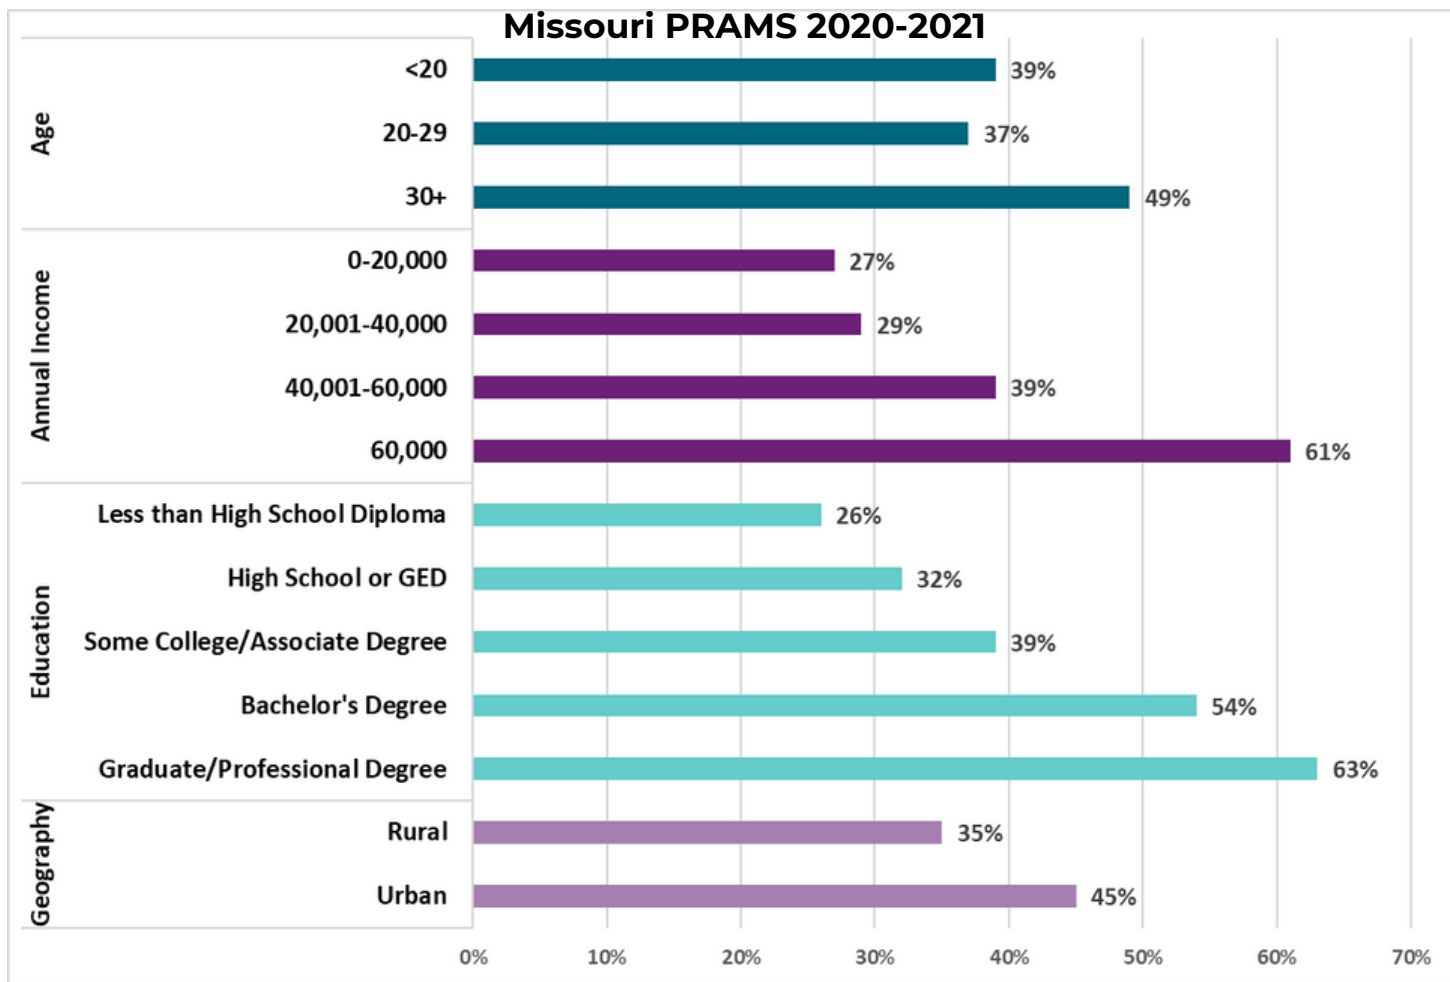 Missouri PRAMS 2020-2021
Age
<20
39%
20-29
37%
30+
49%
Annual Income
0-20,000
27%
20,001-40,000
29%
40,001-60,000
39%
60,000
61%
Education
Less than High School Diploma
26%
High School or GED
32%
Some College/Associate Degree
39%
Bachelor's Degree
54%
Graduate/Professional Degree
63%
Geography
Rural
35%
Urban
45%
0% 10% 20% 30% 40% 50% 60% 70%